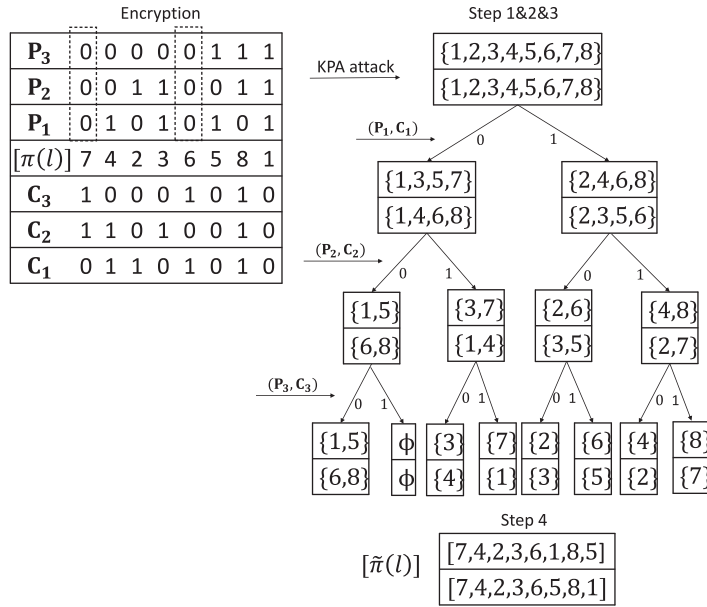 Encryption
P₃ 0 0 0 0 0 1 1 1
P₂ 0 0 1 1 0 0 1 1
P₁ 0 1 0 1 0 1 0 1
[π(l)] 7 4 2 3 6 5 8 1
C₃ 1 0 0 0 1 0 1 0
C₂ 1 1 0 1 0 0 1 0
C₁ 0 1 1 0 1 0 1 0
Step 1&2&3
KPA attack
{1,2,3,4,5,6,7,8}
{1,2,3,4,5,6,7,8}
(P₁, C₁) 0 1
{1,3,5,7} {2,4,6,8}
{1,4,6,8} {2,3,5,6}
(P₂, C₂) 0 1 0 1
{1,5} {3,7} {2,6} {4,8}
{6,8} {1,4} {3,5} {2,7}
(P₃, C₃) 0 1 0 1 0 1 0 1
{1,5} ϕ {3} {7} {2} {6} {4} {8}
{6,8} ϕ {4} {1} {3} {5} {2} {7}
Step 4
[π̃(l)]
[7,4,2,3,6,1,8,5]
[7,4,2,3,6,5,8,1]